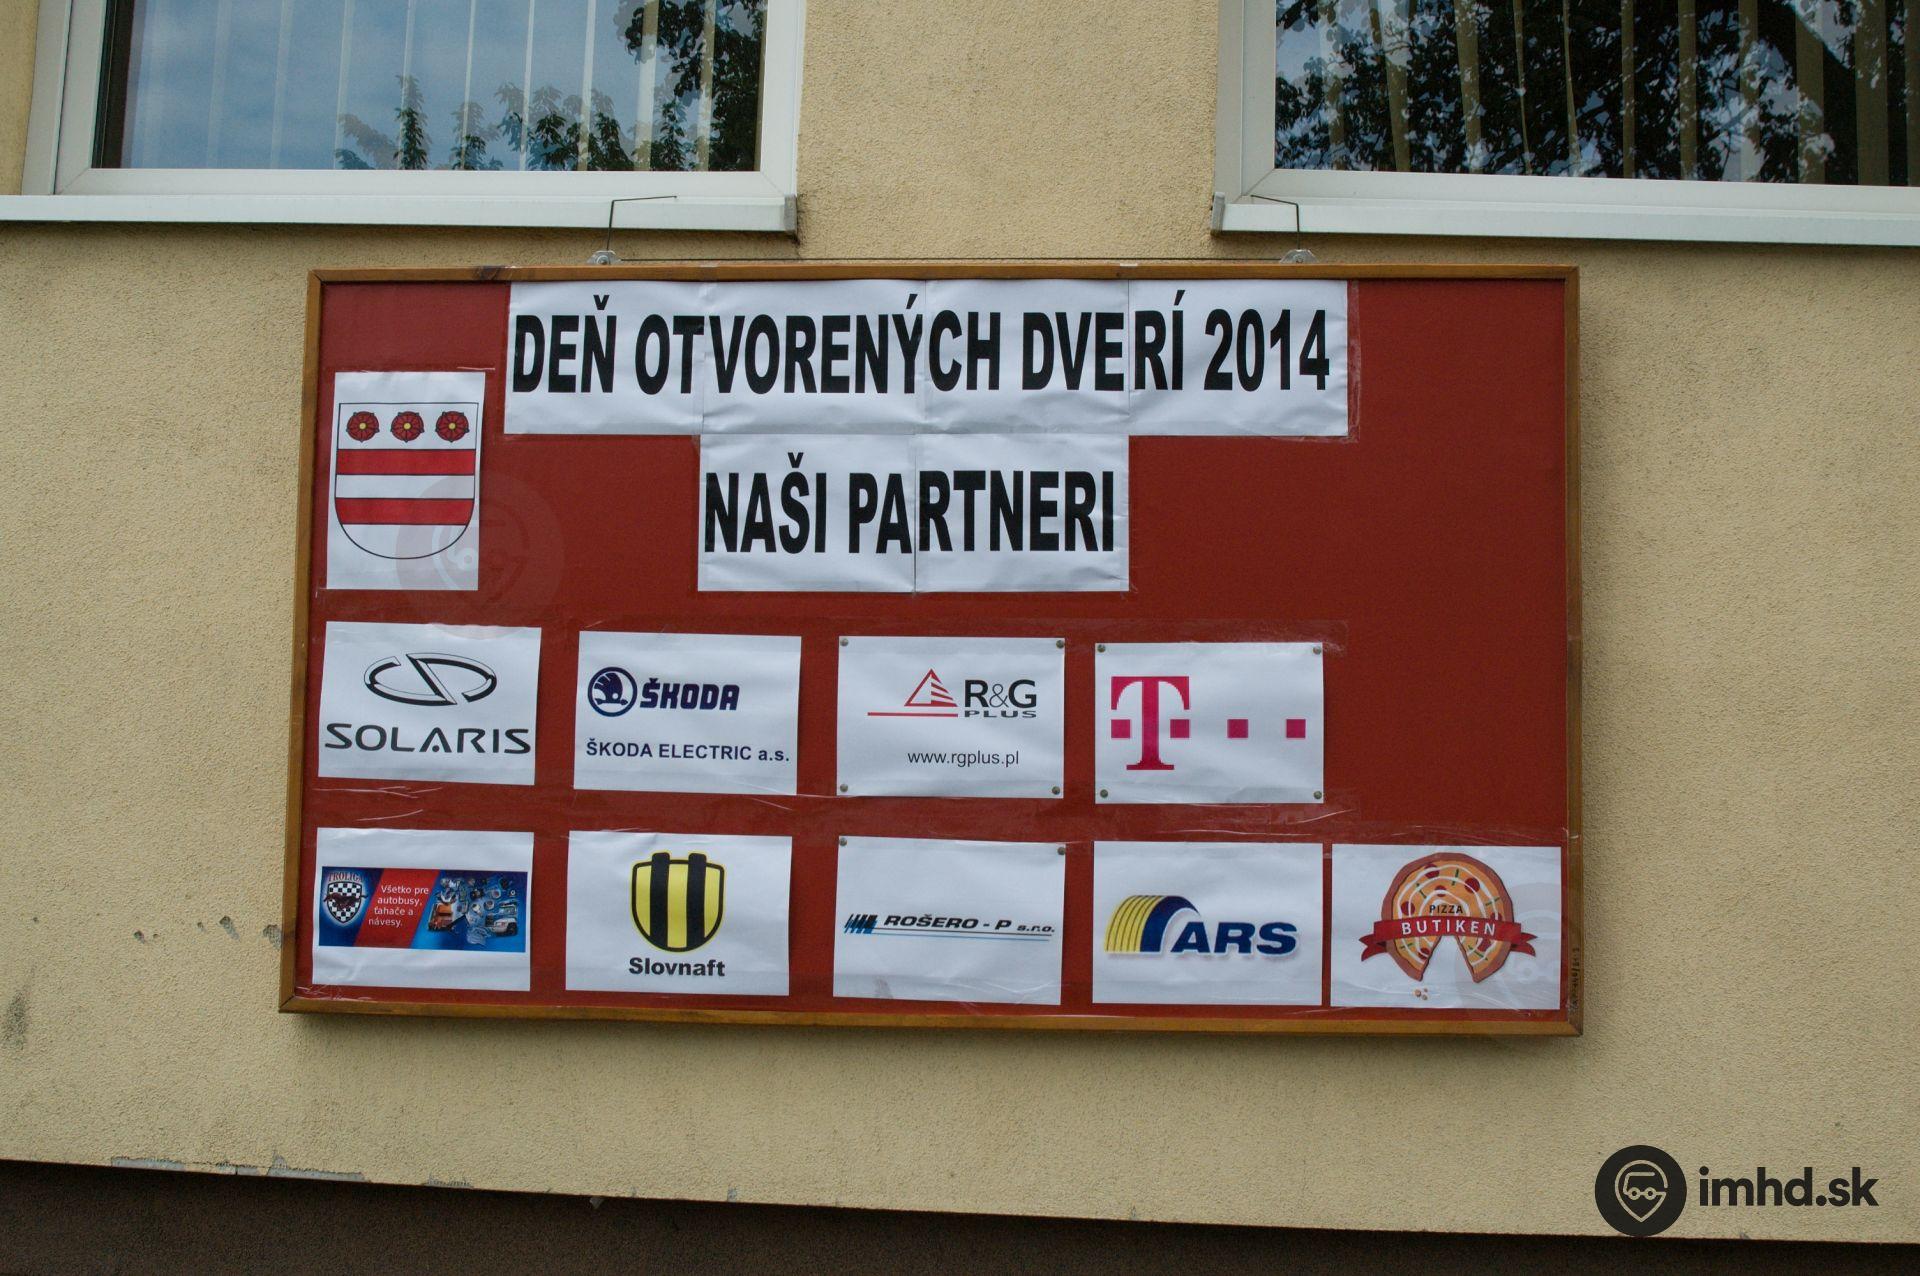 DEŇ OTVORENÝCH DVERÍ 2014
NAŠI PARTNERI
SOLARIS
ŠKODA
ŠKODA ELECTRIC a.s.
R&G
PLUS
www.rgplus.pl
T
TROLIGA
Všetko pre
autobusy,
ťahače a
návesy.
Slovnaft
ROŠERO - P s.r.o.
ARS
PIZZA
BUTIKEN
imhd.sk